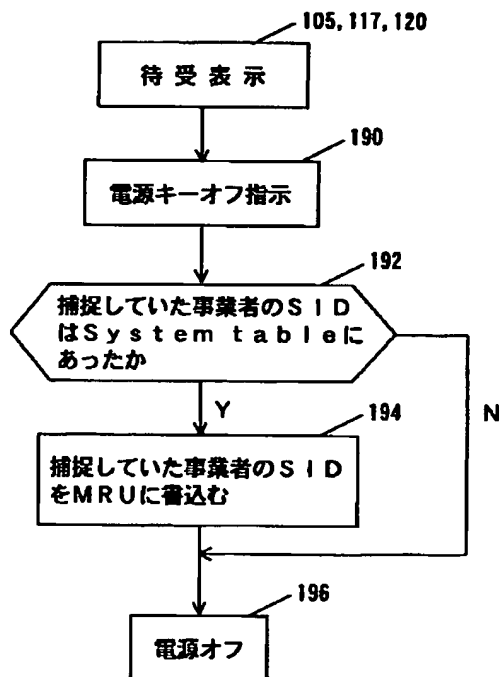 105, 117, 120
待 受 表 示
190
電源キーオフ指示
192
捕捉していた事業者のＳＩＤ
はＳｙｓｔｅｍ ｔａｂｌｅに
あったか
Y
N
194
捕捉していた事業者のＳＩＤ
をＭＲＵに書込む
196
電源オフ